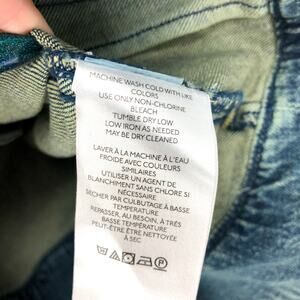 MACHINE WASH COLD WITH LIKE
COLORS
USE ONLY NON-CHLORINE
BLEACH
TUMBLE DRY LOW
LOW IRON AS NEEDED
MAY BE DRY CLEANED
LAVER À LA MACHINE À L'EAU
FROIDE AVEC COULEURS
SIMILAIRES
UTILISER UN AGENT DE
BLANCHIMENT SANS CHLORE SI
NÉCESSAIRE
SÉCHER PAR CULBUTAGE À BASSE
TEMPÉRATURE
REPASSER, AU BESOIN, À TRÈS
BASSE TEMPÉRATURE
PEUT-ÊTRE ÊTRE NETTOYÉE
À SEC